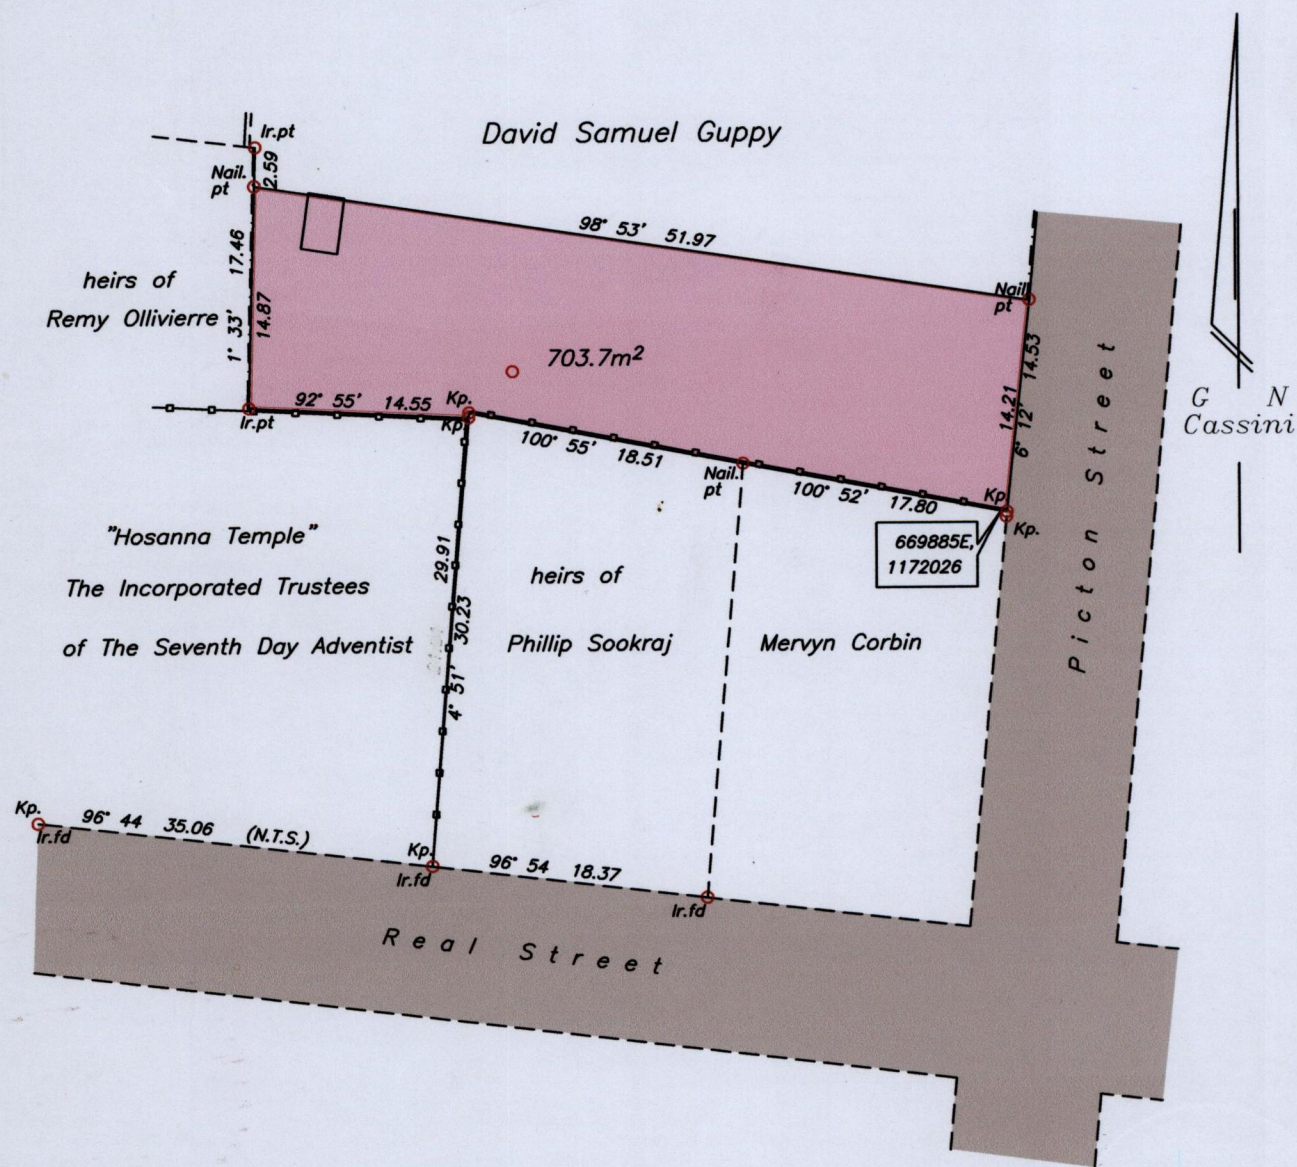 David Samuel Guppy
Ir.pt
2.59
Nail.
pt
98° 53' 51.97
17.46
1° 33'
14.87
heirs of
Remy Ollivierre
Nail
pt
703.7m²
14.53
14.21
6° 12'
G N
Cassini
92° 55' 14.55
Kp.
Kp.
Ir.pt
100° 55' 18.51
Nail.
pt
100° 52' 17.80
Kp.
Kp.
669885E,
1172026
Picton Street
"Hosanna Temple"
The Incorporated Trustees
of The Seventh Day Adventist
29.91
30.23
4° 51'
heirs of
Phillip Sookraj
Mervyn Corbin
Kp.
Ir.fd
96° 44 35.06 (N.T.S.)
Kp.
Ir.fd
96° 54 18.37
Ir.fd
Real Street